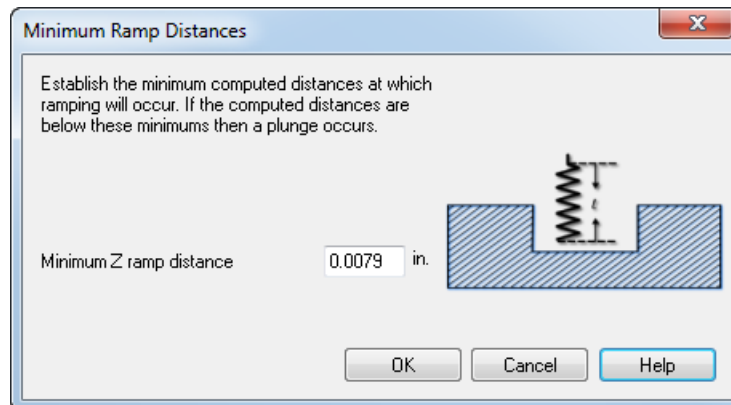 Minimum Ramp Distances
Establish the minimum computed distances at which
ramping will occur. If the computed distances are
below these minimums then a plunge occurs.
Minimum Z ramp distance 0.0079 in.
OK Cancel Help